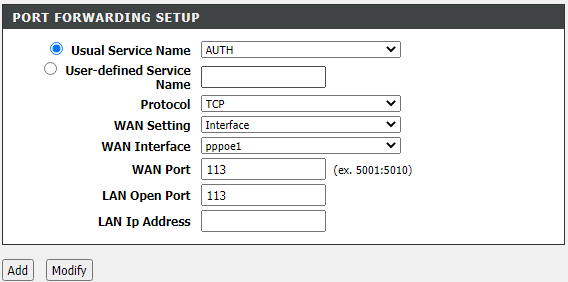 PORT FORWARDING SETUP
Usual Service Name AUTH
User-defined Service
Name
Protocol TCP
WAN Setting Interface
WAN Interface pppoe1
WAN Port 113 (ex. 5001:5010)
LAN Open Port 113
LAN Ip Address
Add Modify